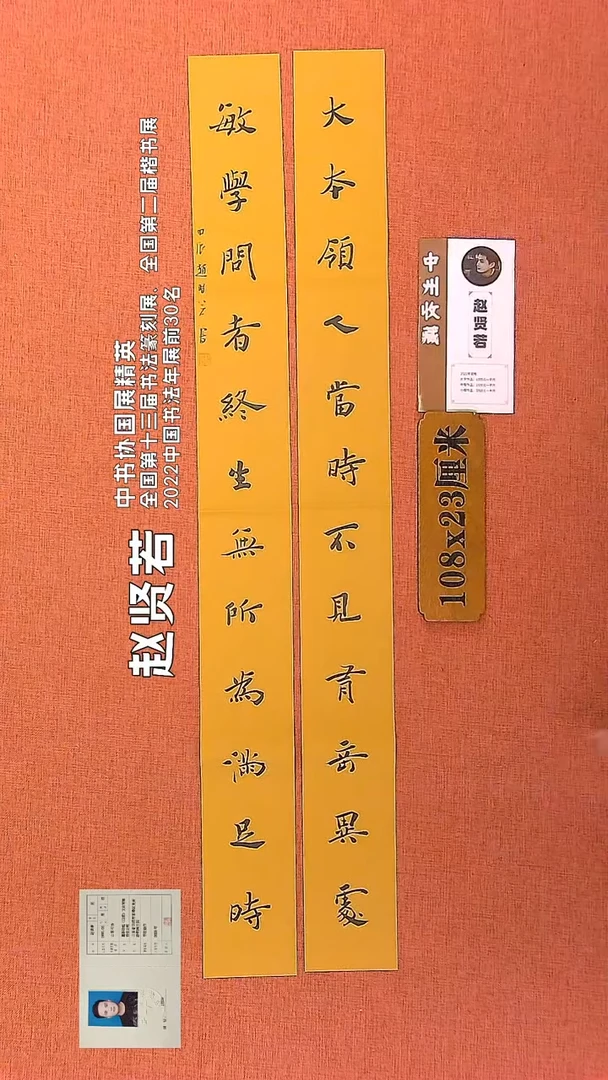 大本領人當時不見有奇異處
敏學問者終生無所為滿足時
中书协国展精英
全国第十三届书法篆刻展、全国第二届楷书展
2022中国书法年展前30名
赵贤若
赵贤若
108x23厘米